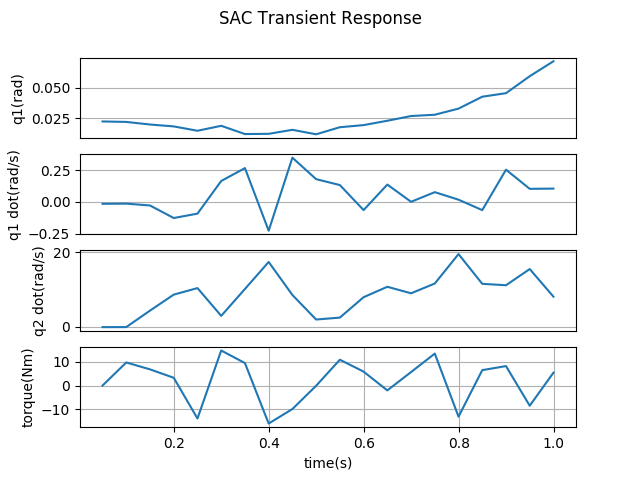 SAC Transient Response
q1(rad)
0.050
0.025
q1 dot(rad/s)
0.25
0.00
−0.25
q2 dot(rad/s)
20
0
torque(Nm)
10
0
−10
0.2 0.4 0.6 0.8 1.0
time(s)